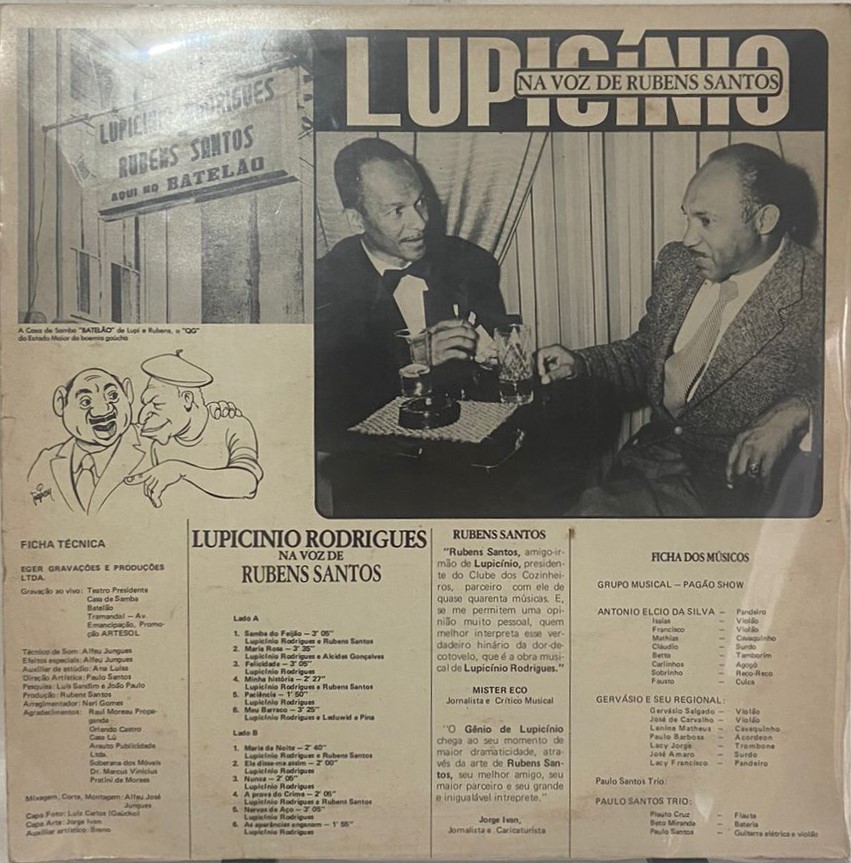 LUPICÍNIO
NA VOZ DE RUBENS SANTOS
LUPICINIO RODRIGUES
RUBENS SANTOS
AQUI NO BATELAO
A Casa de Samba "BATELÃO" de Lupi e Rubens, o "QG"
do Estado Maior da boemia gaúcha
FICHA TÉCNICA
EGER GRAVAÇÕES E PRODUÇÕES
LTDA.
Gravação ao vivo: Teatro Presidente
Casa de Samba
Batelão
Tramandaí — Av.
Emancipação, Promo-
ção ARTESOL
Técnico de Som: Alfeu Jungues
Efeitos especiais: Alfeu Jungues
Auxiliar de estúdio: Ana Luísa
Direção Artística: Paulo Santos
Pesquisa: Luis Sandim e João Paulo
Produção: Rubens Santos
Arregimentador: Neri Gomes
Agradecimentos: Raul Moreau Propa-
ganda
Orlando Castro
Casa Lú
Arauto Publicidade
Ltda.
Soberana dos Móveis
Dr. Marcus Vinicius
Pratini de Moraes
Mixagem, Corte, Montagem: Alfeu José
Jungues
Capa Foto: Luiz Carlos (Gaúcho)
Capa Arte: Jorge Ivan
Auxiliar artístico: Breno
LUPICINIO RODRIGUES
NA VOZ DE
RUBENS SANTOS
Lado A
1. Samba do Feijão — 3' 05"
Lupicínio Rodrigues e Rubens Santos
2. Maria Rosa — 3' 35"
Lupicínio Rodrigues e Alcides Gonçalves
3. Felicidade — 3' 05"
Lupicínio Rodrigues
4. Minha história — 2' 27"
Lupicínio Rodrigues e Rubens Santos
5. Paciência — 1' 50"
Lupicínio Rodrigues
6. Meu Barraco — 3' 25"
Lupicínio Rodrigues e Leduwid e Pina
Lado B
1. Maria da Noite — 2' 40"
Lupicínio Rodrigues e Rubens Santos
2. Ela disse-me assim — 2' 00"
Lupicínio Rodrigues
3. Nunca — 2' 05"
Lupicínio Rodrigues
4. A prova do Crime — 2' 05"
Lupicínio Rodrigues e Rubens Santos
5. Nervos de Aço — 3' 05"
Lupicínio Rodrigues
6. As aparências enganam — 1' 55"
Lupicínio Rodrigues
RUBENS SANTOS
"Rubens Santos, amigo-ir-
mão de Lupicínio, presiden-
te do Clube dos Cozinhei-
ros, parceiro com ele de
quase quarenta músicas. E,
se me permitem uma opi-
nião muito pessoal, quem
melhor interpreta esse ver-
dadeiro hinário da dor-de-
cotovelo, que é a obra musi-
cal de Lupicínio Rodrigues."
MISTER ECO
Jornalista e Crítico Musical
"O Gênio de Lupicínio
chega ao seu momento de
maior dramaticidade, atra-
vés da arte de Rubens San-
tos, seu melhor amigo, seu
maior parceiro e seu grande
e inigualável intreprete."
Jorge Ivan,
Jornalista e Caricaturista
FICHA DOS MÚSICOS
GRUPO MUSICAL — PAGÃO SHOW
ANTONIO ELCIO DA SILVA — Pandeiro
Isaias — Violão
Francisco — Violão
Mathias — Cavaquinho
Cláudio — Surdo
Betto — Tamborim
Carlinhos — Agogô
Sobrinho — Reco-Reco
Fausto — Cuíca
GERVÁSIO E SEU REGIONAL:
Gervásio Salgado — Violão
José de Carvalho — Violão
Lenine Matheus — Cavaquinho
Paulo Barbosa — Acordeon
Lacy Jorge — Trombone
José Amaro — Surdo
Lacy Francisco — Pandeiro
Paulo Santos Trio:
PAULO SANTOS TRIO:
Plauto Cruz — Flauta
Beto Miranda — Bateria
Paulo Santos — Guitarra elétrica e violão